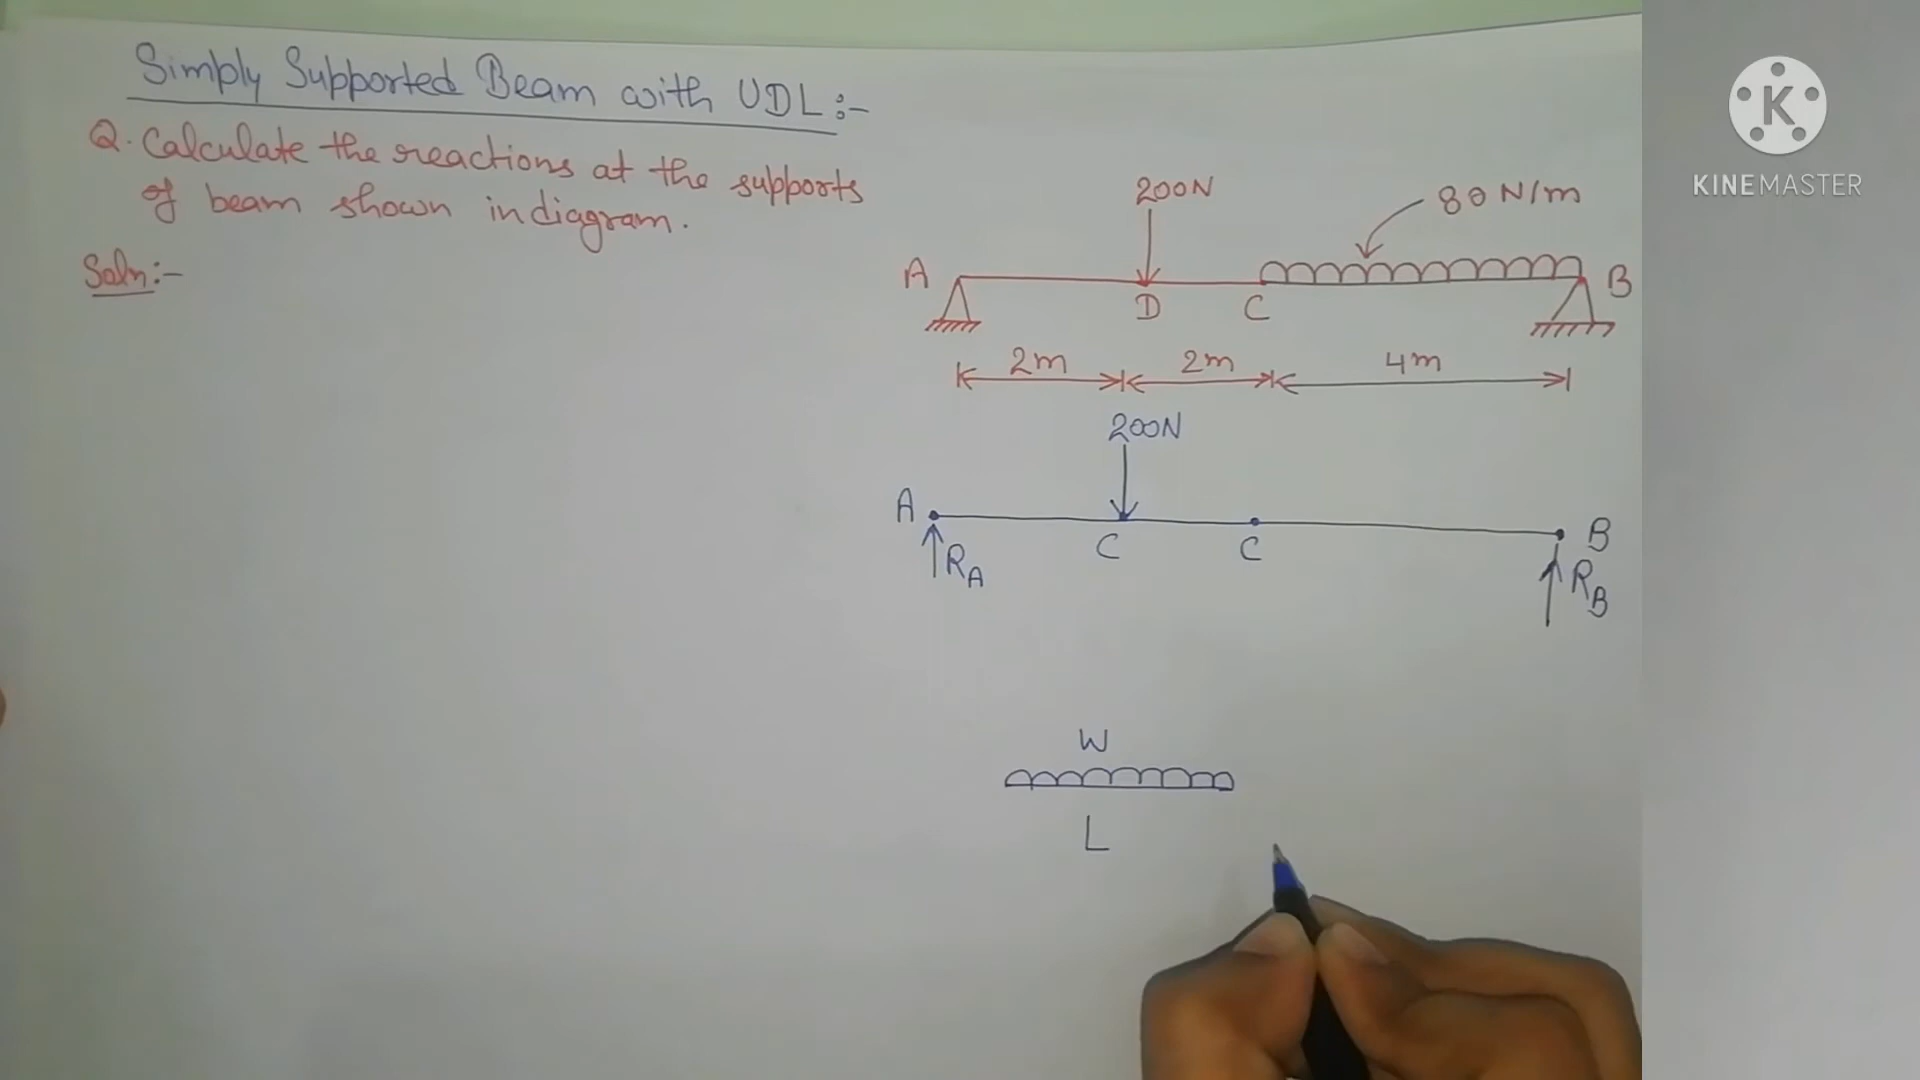 Simply Supported Beam with UDL:-
Q. Calculate the reactions at the supports
of beam shown in diagram.
Soln:-
200N
80 N/m
A
B
D
C
2m
2m
4m
200N
A
B
C
C
RA
RB
W
L
K
KINEMASTER